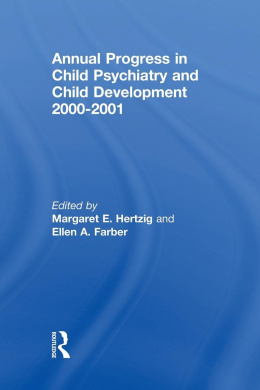 Annual Progress in
Child Psychiatry and
Child Development
2000-2001
Edited by
Margaret E. Hertzig and
Ellen A. Farber
Routledge